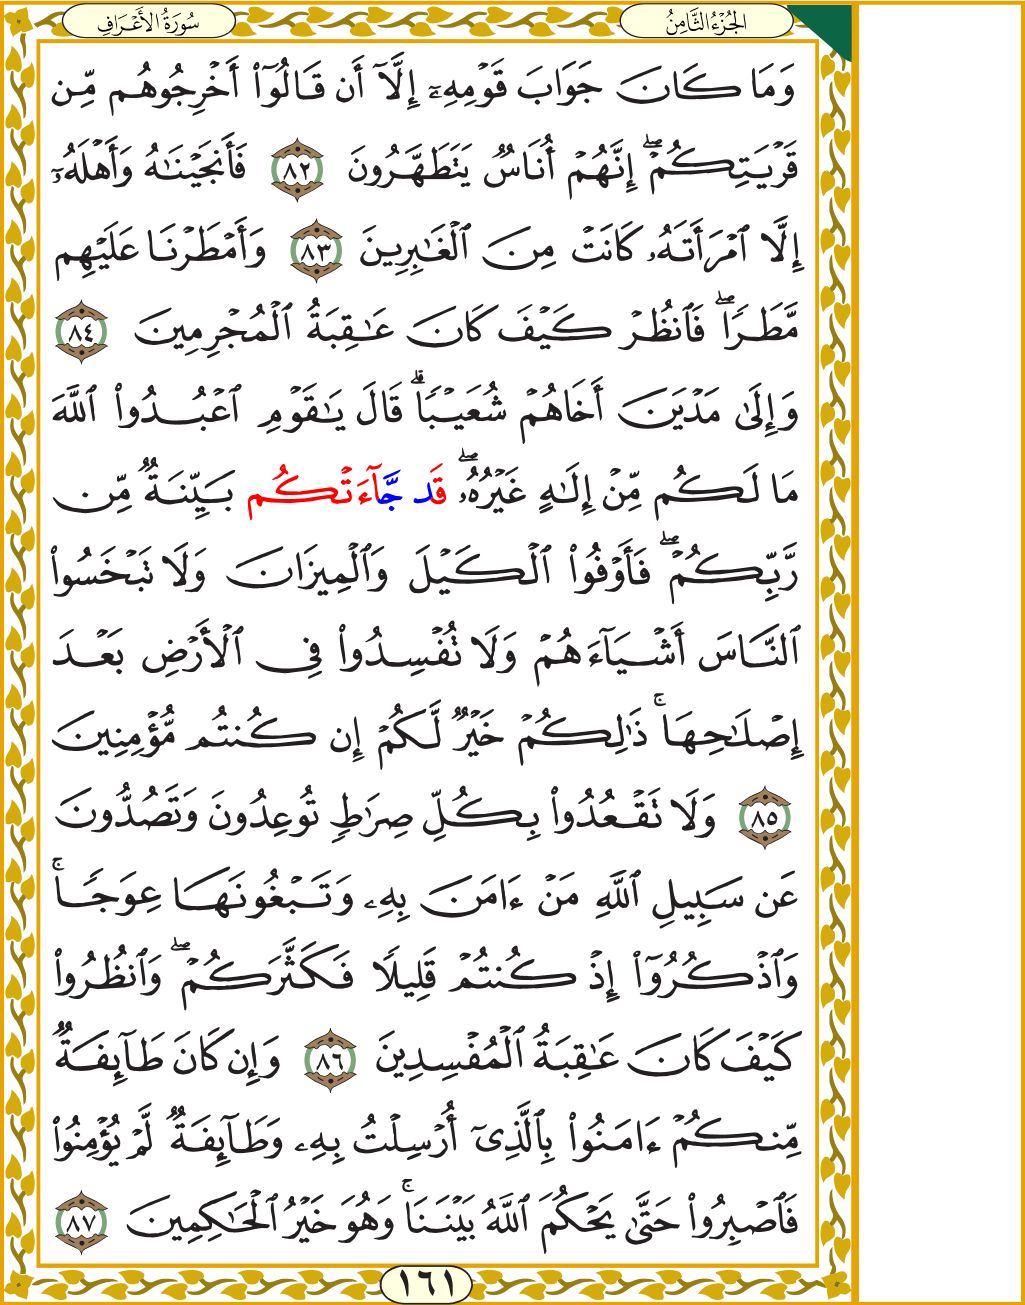 الجُزْءُ الثَّامِنُ
سُورَةُ الأَعْرَافِ
وَمَا كَانَ جَوَابَ قَوْمِهِۦٓ إِلَّآ أَن قَالُوٓا۟ أَخْرِجُوهُم مِّن
قَرْيَتِكُمْ ۖ إِنَّهُمْ أُنَاسٌ يَتَطَهَّرُونَ ٨٢ فَأَنجَيْنَـٰهُ وَأَهْلَهُۥٓ
إِلَّا ٱمْرَأَتَهُۥ كَانَتْ مِنَ ٱلْغَـٰبِرِينَ ٨٣ وَأَمْطَرْنَا عَلَيْهِم
مَّطَرًا ۖ فَٱنظُرْ كَيْفَ كَانَ عَـٰقِبَةُ ٱلْمُجْرِمِينَ ٨٤
وَإِلَىٰ مَدْيَنَ أَخَاهُمْ شُعَيْبًا ۗ قَالَ يَـٰقَوْمِ ٱعْبُدُوا۟ ٱللَّهَ
مَا لَكُم مِّنْ إِلَـٰهٍ غَيْرُهُۥ ۖ قَد جَّآءَتْكُم بَيِّنَةٌ مِّن
رَّبِّكُمْ ۖ فَأَوْفُوا۟ ٱلْكَيْلَ وَٱلْمِيزَانَ وَلَا تَبْخَسُوا۟
ٱلنَّاسَ أَشْيَآءَهُمْ وَلَا تُفْسِدُوا۟ فِى ٱلْأَرْضِ بَعْدَ
إِصْلَـٰحِهَا ۚ ذَٰلِكُمْ خَيْرٌ لَّكُمْ إِن كُنتُم مُّؤْمِنِينَ
٨٥ وَلَا تَقْعُدُوا۟ بِكُلِّ صِرَٰطٍ تُوعِدُونَ وَتَصُدُّونَ
عَن سَبِيلِ ٱللَّهِ مَنْ ءَامَنَ بِهِۦ وَتَبْغُونَهَا عِوَجًا ۚ
وَٱذْكُرُوٓا۟ إِذْ كُنتُمْ قَلِيلًا فَكَثَّرَكُمْ ۖ وَٱنظُرُوا۟
كَيْفَ كَانَ عَـٰقِبَةُ ٱلْمُفْسِدِينَ ٨٦ وَإِن كَانَ طَآئِفَةٌ
مِّنكُمْ ءَامَنُوا۟ بِٱلَّذِىٓ أُرْسِلْتُ بِهِۦ وَطَآئِفَةٌ لَّمْ يُؤْمِنُوا۟
فَٱصْبِرُوا۟ حَتَّىٰ يَحْكُمَ ٱللَّهُ بَيْنَنَا ۚ وَهُوَ خَيْرُ ٱلْحَـٰكِمِينَ ٨٧
١٦١